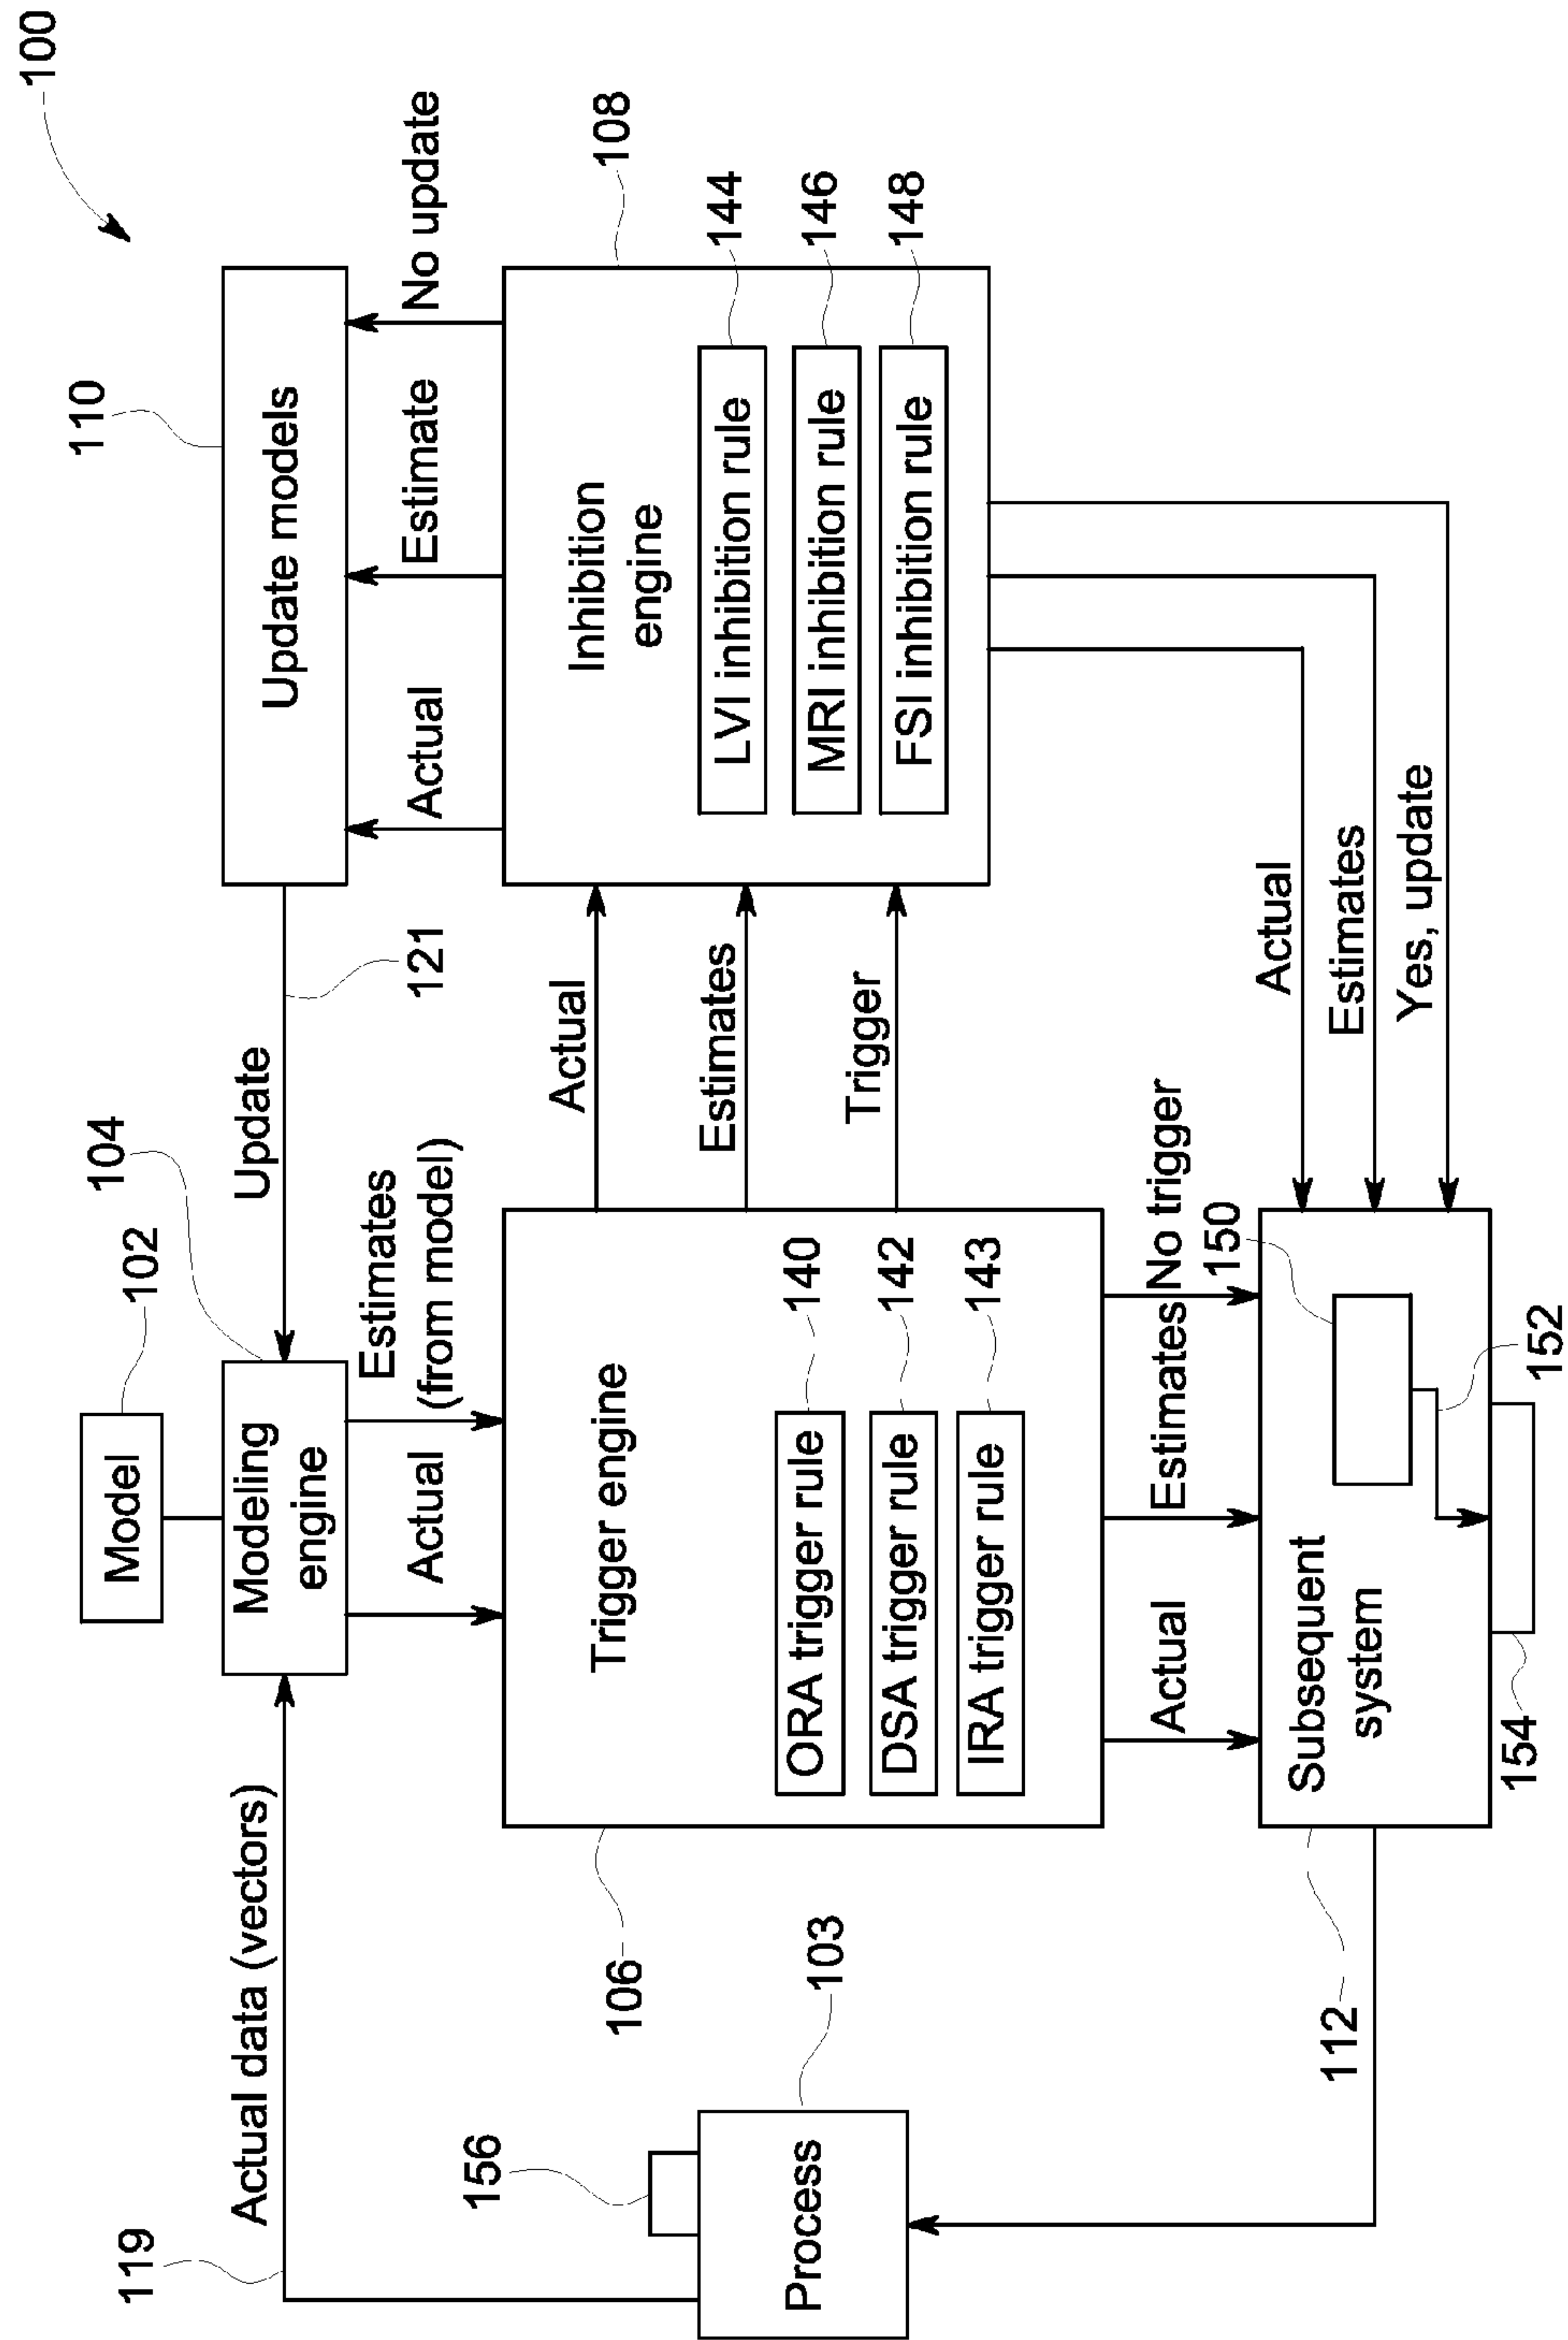 100
119
Actual data (vectors)
102
Model
104
Modeling
engine
Update
121
110
Update models
Actual
Estimates
(from model)
Actual
Estimate
No update
156
103
Process
106
Trigger engine
ORA trigger rule
140
DSA trigger rule
142
IRA trigger rule
143
Actual
Estimates
Trigger
108
Inhibition
engine
LVI inhibition rule
144
MRI inhibition rule
146
FSI inhibition rule
148
Actual
Estimates
No trigger
112
Subsequent
system
150
152
154
Actual
Estimates
Yes, update